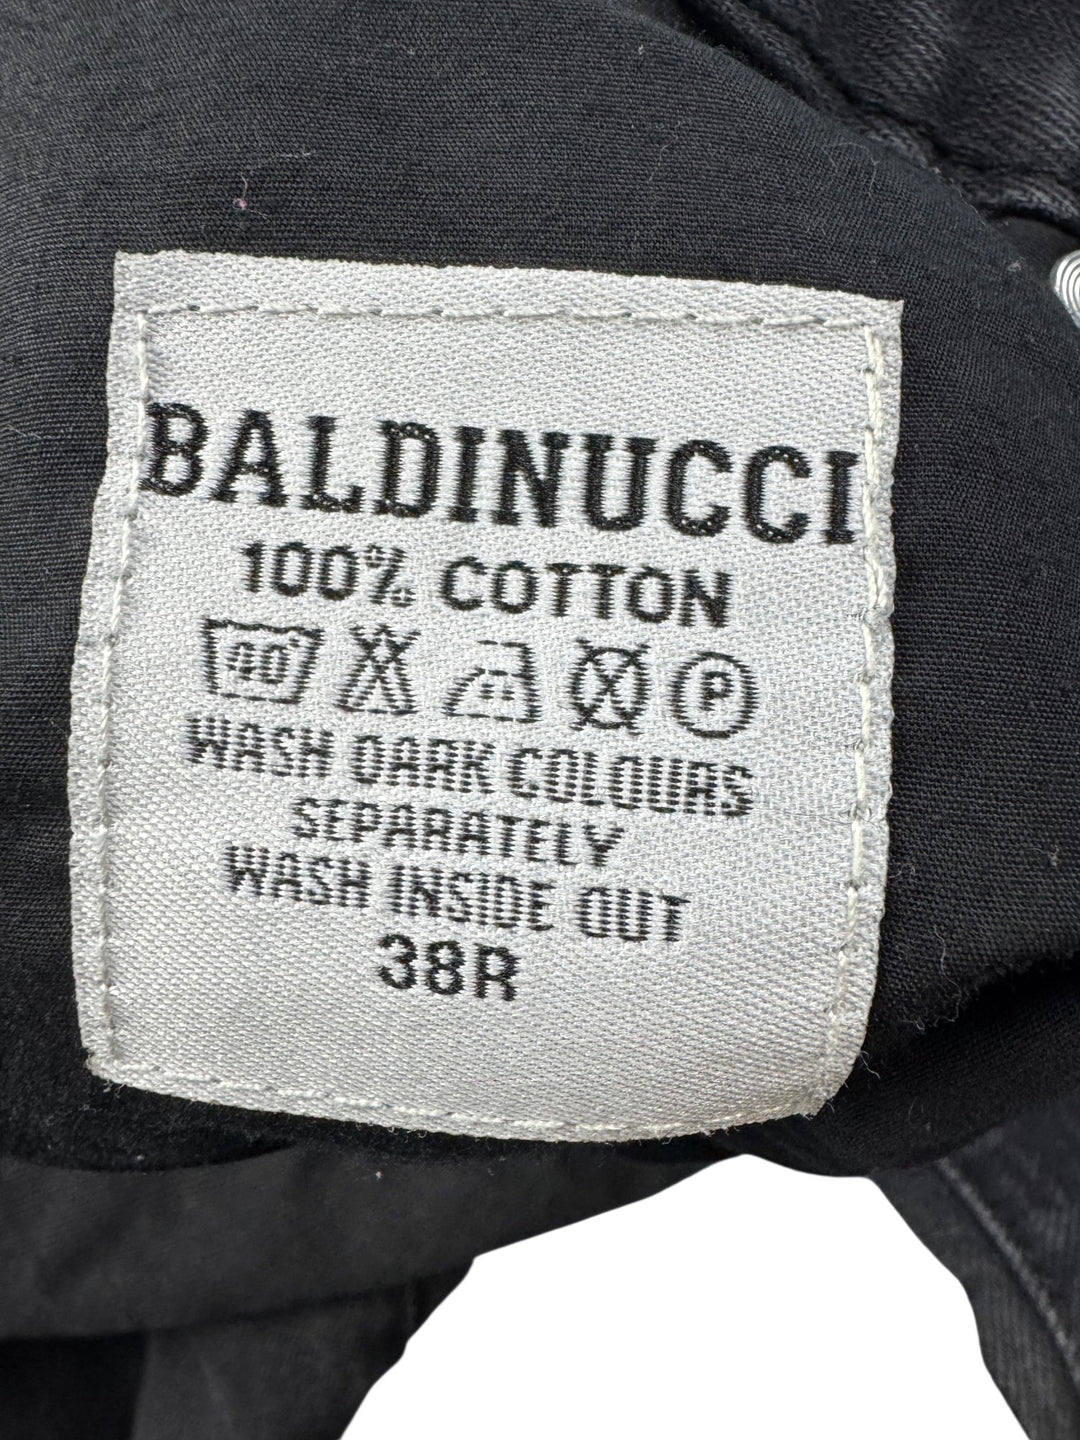 BALDINUCCI
100% COTTON
40 P
WASH DARK COLOURS
SEPARATELY
WASH INSIDE OUT
38R